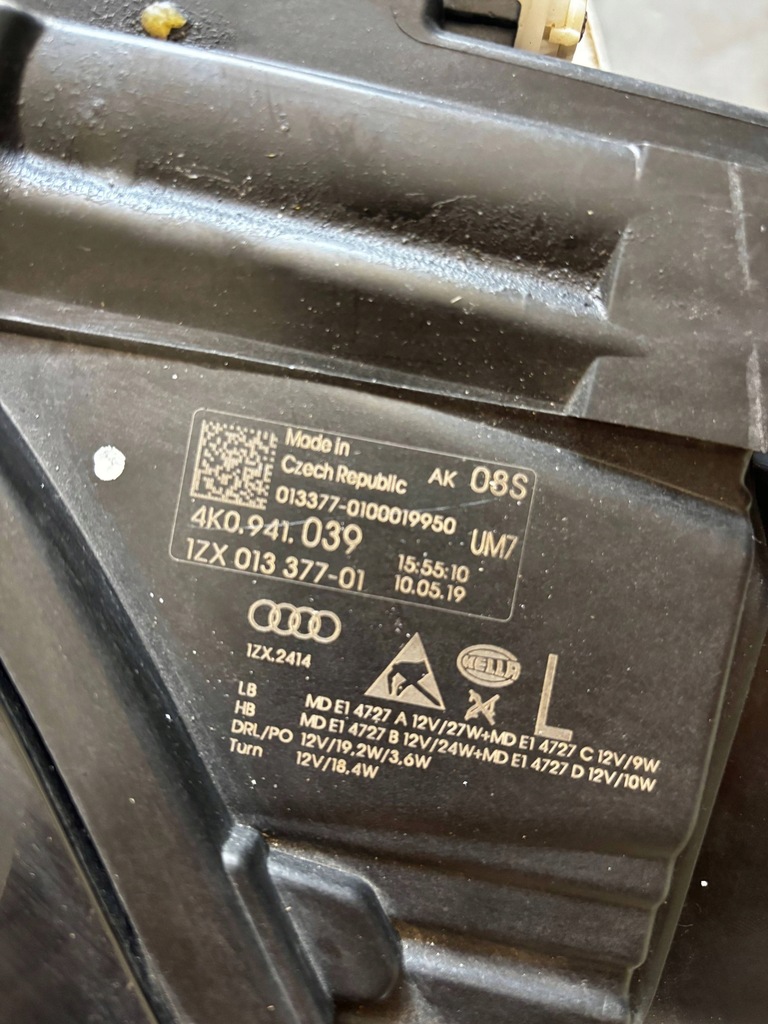 Made in
Czech Republic AK 08S
013377-0100019950
4K0.941.039 UM7
1ZX 013 377-01 15:55:10
10.05.19
1ZX.2414
HELLA
L
LB MD E1 4727 A 12V/27W+MD E1 4727 C 12V/9W
HB MD E1 4727 B 12V/24W+MD E1 4727 D 12V/10W
DRL/PO 12V/19,2W/3,6W
Turn 12V/18,4W